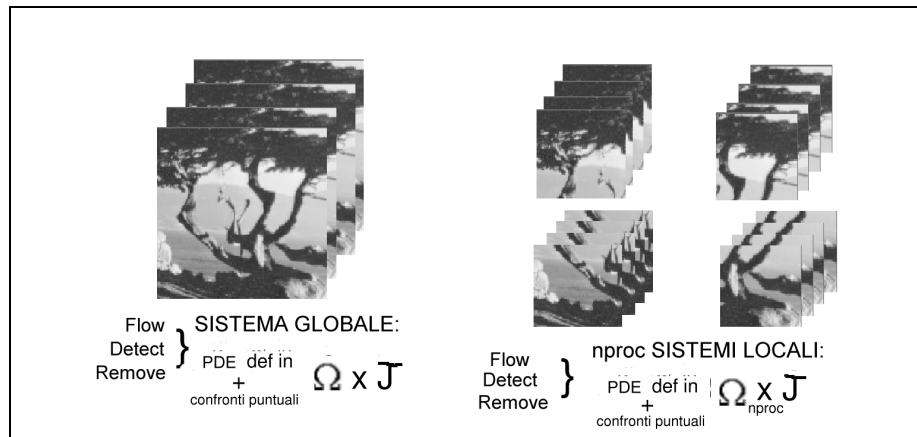 Flow
Detect
Remove
} SISTEMA GLOBALE:
PDE def in
+
confronti puntuali
Ω x J
Flow
Detect
Remove
} nproc SISTEMI LOCALI:
PDE def in
+
confronti puntuali
Ω nproc x J